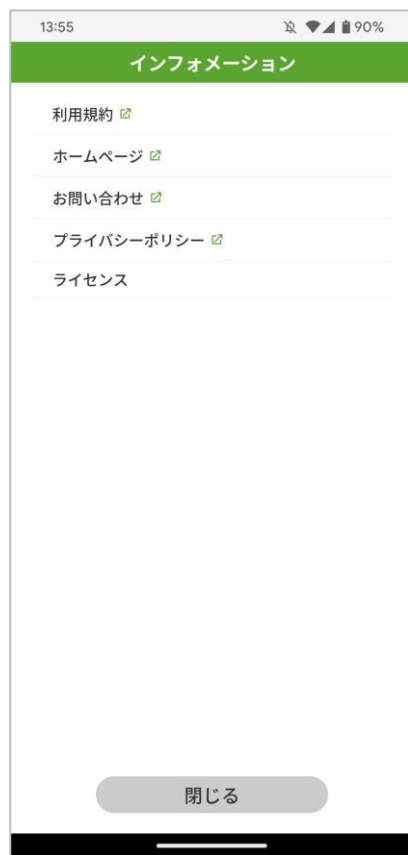 13:55 90%
インフォメーション
利用規約
ホームページ
お問い合わせ
プライバシーポリシー
ライセンス
閉じる